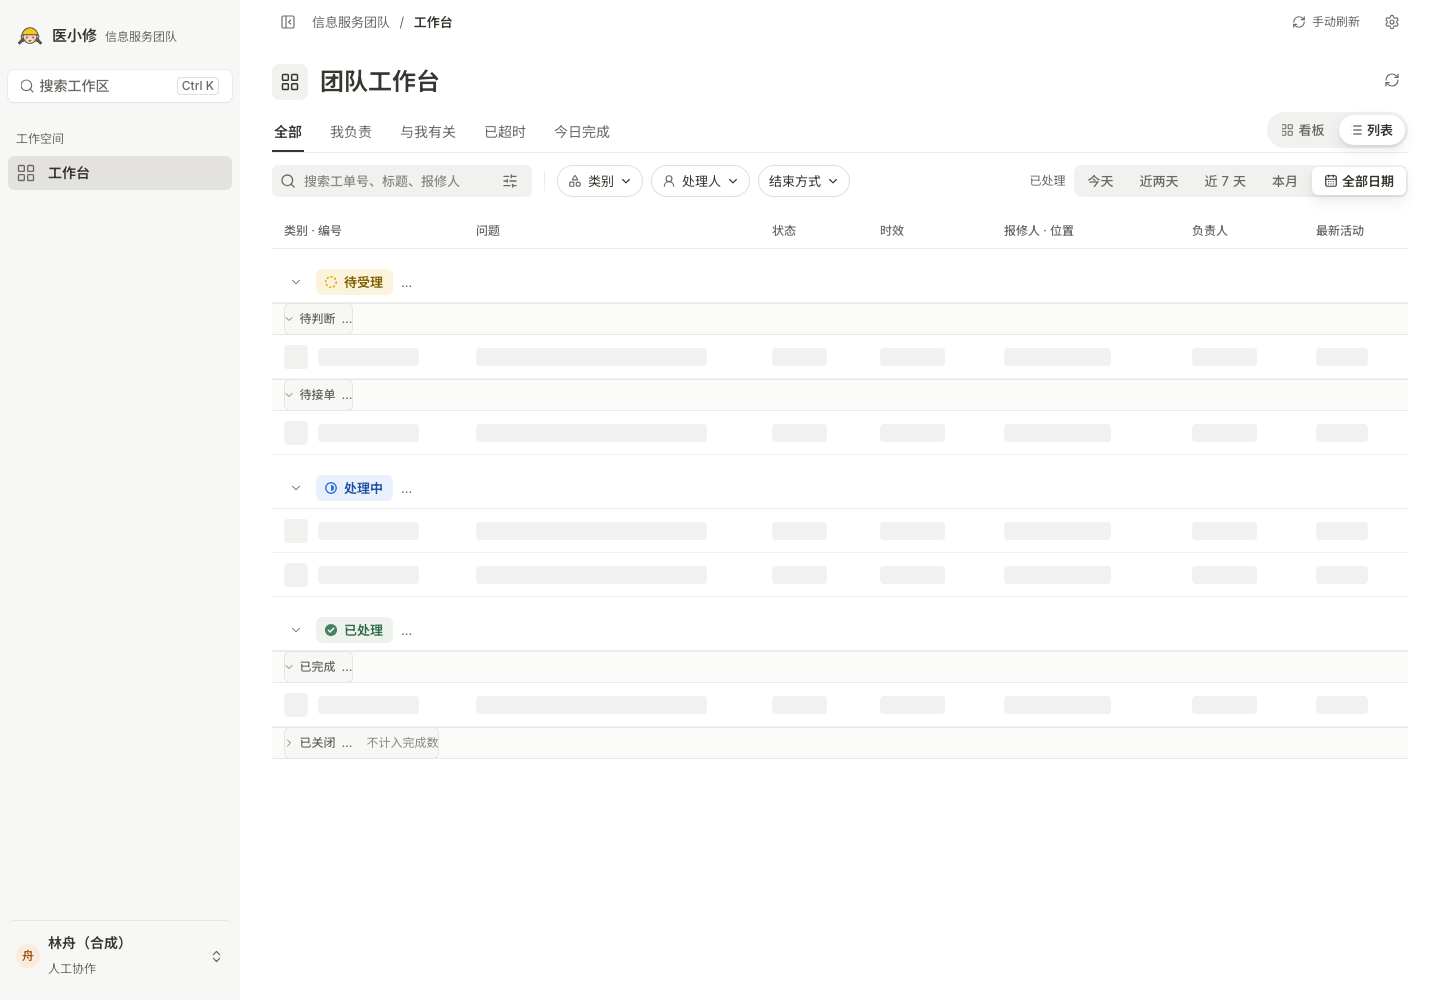 医小修 信息服务团队
搜索工作区 Ctrl K
工作空间
工作台
林舟（合成）
人工协作
舟
信息服务团队 / 工作台
手动刷新
团队工作台
全部 我负责 与我有关 已超时 今日完成
看板 列表
搜索工单号、标题、报修人 类别 处理人 结束方式
已处理 今天 近两天 近 7 天 本月 全部日期
类别 · 编号 问题 状态 时效 报修人 · 位置 负责人 最新活动
待受理 ...
待判断 ...
待接单 ...
处理中 ...
已处理 ...
已完成 ...
已关闭 ... 不计入完成数